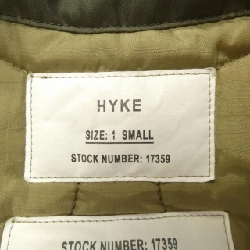 HYKE
SIZE: 1 SMALL
STOCK NUMBER: 17359
STOCK NUMBER: 17359